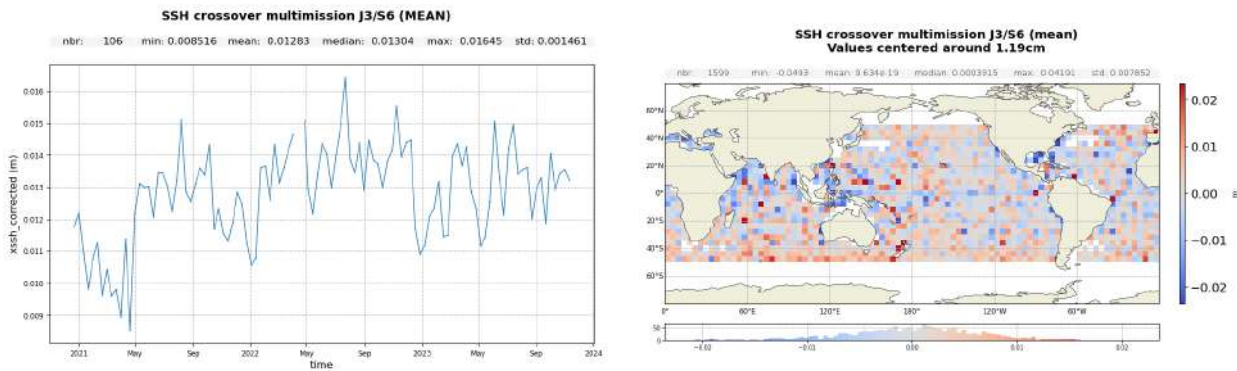 SSH crossover multimission J3/S6 (MEAN)
nbr: 106 min: 0.008516 mean: 0.01283 median: 0.01304 max: 0.01645 std: 0.001461
xssh_corrected (m)
0.016
0.015
0.014
0.013
0.012
0.011
0.010
0.009
2021 May Sep 2022 May Sep 2023 May Sep 2024
time
SSH crossover multimission J3/S6 (mean)
Values centered around 1.19cm
nbr: 1599 min: -0.0493 mean: 9.634e-19 median: 0.0003915 max: 0.04191 std: 0.007852
60°N
40°N
20°N
0°
20°S
40°S
60°S
0° 60°E 120°E 180° 120°W 60°W
0.02
0.01
0.00
−0.01
−0.02
m
50
0
−0.02 −0.01 0.00 0.01 0.02